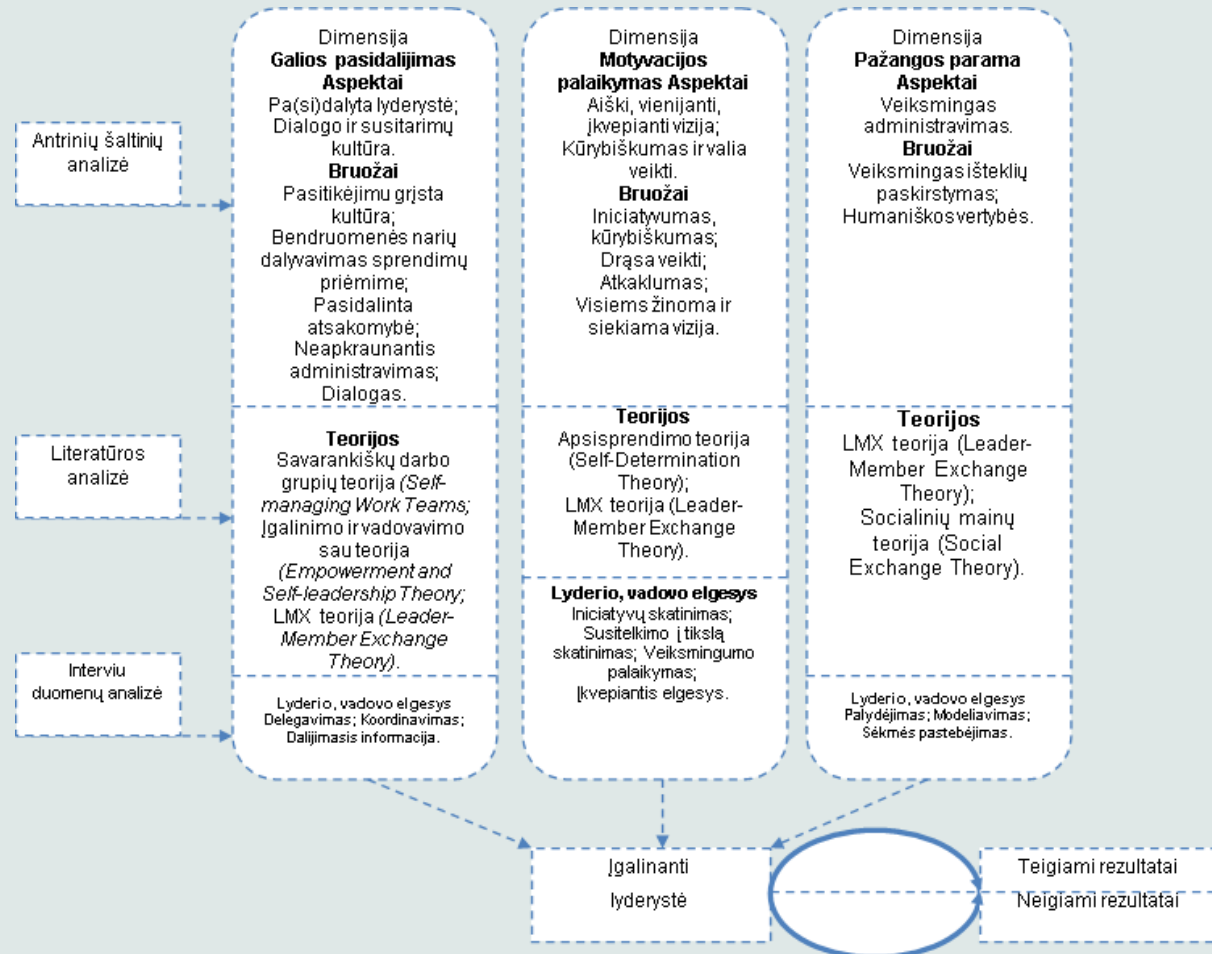 Antrinių šaltinių
analizė
Literatūros
analizė
Interviu
duomenų analizė
Dimensija
Galios pasidalijimas
Aspektai
Pa(si)dalyta lyderystė;
Dialogo ir susitarimų
kultūra.
Bruožai
Pasitikėjimu grįsta
kultūra;
Bendruomenės narių
dalyvavimas sprendimų
priėmime;
Pasidalinta
atsakomybė;
Neapkraunantis
administravimas;
Dialogas.
Teorijos
Savarankiškų darbo
grupių teorija (Self-
managing Work Teams;
Įgalinimo ir vadovavimo
sau teorija
(Empowerment and
Self-leadership Theory;
LMX teorija (Leader-
Member Exchange
Theory).
Lyderio, vadovo elgesys
Delegavimas; Koordinavimas;
Dalijimasis informacija.
Dimensija
Motyvacijos
palaikymas Aspektai
Aiški, vienijanti,
įkvepianti vizija;
Kūrybiškumas ir valia
veikti.
Bruožai
Iniciatyvumas,
kūrybiškumas;
Drąsa veikti;
Atkaklumas;
Visiems žinoma ir
siekiama vizija.
Teorijos
Apsisprendimo teorija
(Self-Determination
Theory);
LMX teorija (Leader-
Member Exchange
Theory).
Lyderio, vadovo elgesys
Iniciatyvų skatinimas;
Susitelkimo į tikslą
skatinimas; Veiksmingumo
palaikymas;
Įkvepiantis elgesys.
Dimensija
Pažangos parama
Aspektai
Veiksmingas
administravimas.
Bruožai
Veiksmingas išteklių
paskirstymas;
Humaniškos vertybės.
Teorijos
LMX teorija (Leader-
Member Exchange
Theory);
Socialinių mainų
teorija (Social
Exchange Theory).
Lyderio, vadovo elgesys
Palydėjimas; Modeliavimas;
Sėkmės pastebėjimas.
Įgalinanti
lyderystė
Teigiami rezultatai
Neigiami rezultatai